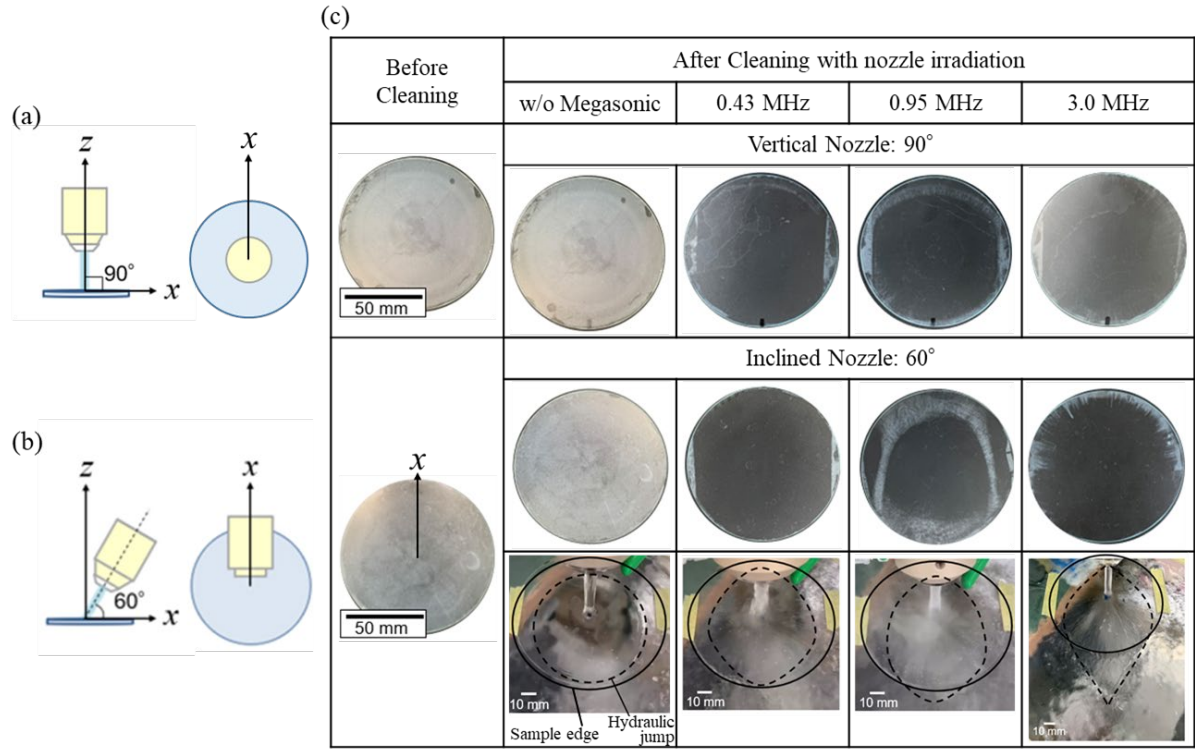 (a)
z
x
90°
x
(b)
z
x
60°
x
(c)
Before
Cleaning
After Cleaning with nozzle irradiation
w/o Megasonic
0.43 MHz
0.95 MHz
3.0 MHz
Vertical Nozzle: 90°
50 mm
Inclined Nozzle: 60°
x
50 mm
10 mm
10 mm
10 mm
10 mm
Sample edge
Hydraulic
jump